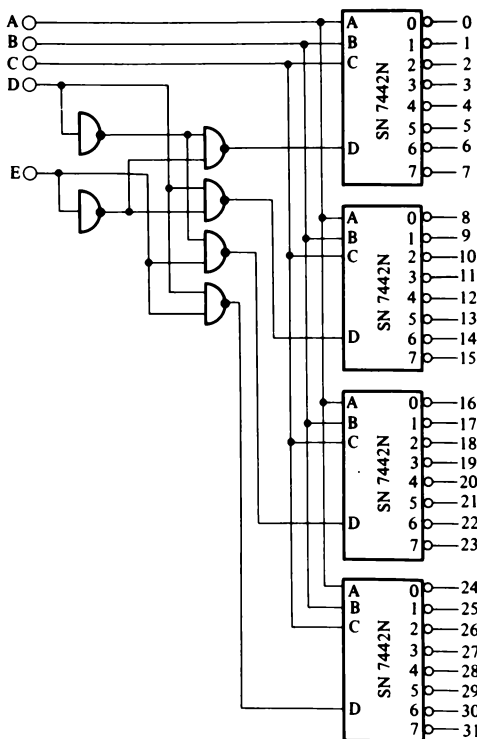 A
B
C
D
E
A 0 0
B 1 1
C 2 2
3 3
4 4
5 5
D 6 6
7 7
SN 7442N
A 0 8
B 1 9
C 2 10
3 11
4 12
5 13
D 6 14
7 15
SN 7442N
A 0 16
B 1 17
C 2 18
3 19
4 20
5 21
D 6 22
7 23
SN 7442N
A 0 24
B 1 25
C 2 26
3 27
4 28
5 29
D 6 30
7 31
SN 7442N